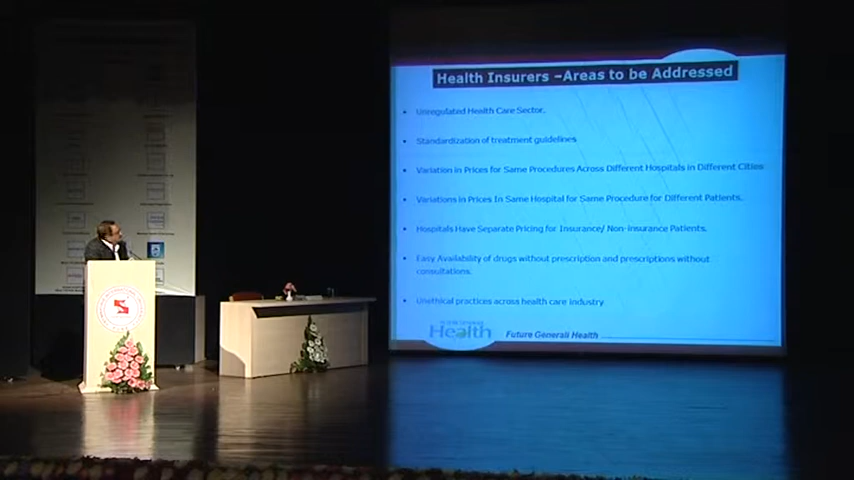 Health Insurers –Areas to be Addressed
• Unregulated Health Care Sector.
• Standardization of treatment guidelines
• Variation in Prices for Same Procedures Across Different Hospitals in Different Cities
• Variations in Prices In Same Hospital for Same Procedure for Different Patients.
• Hospitals Have Separate Pricing for Insurance/ Non-insurance Patients.
• Easy Availability of drugs without prescription and prescriptions without
consultations.
• Unethical practices across health care industry
Health
Future Generali Health